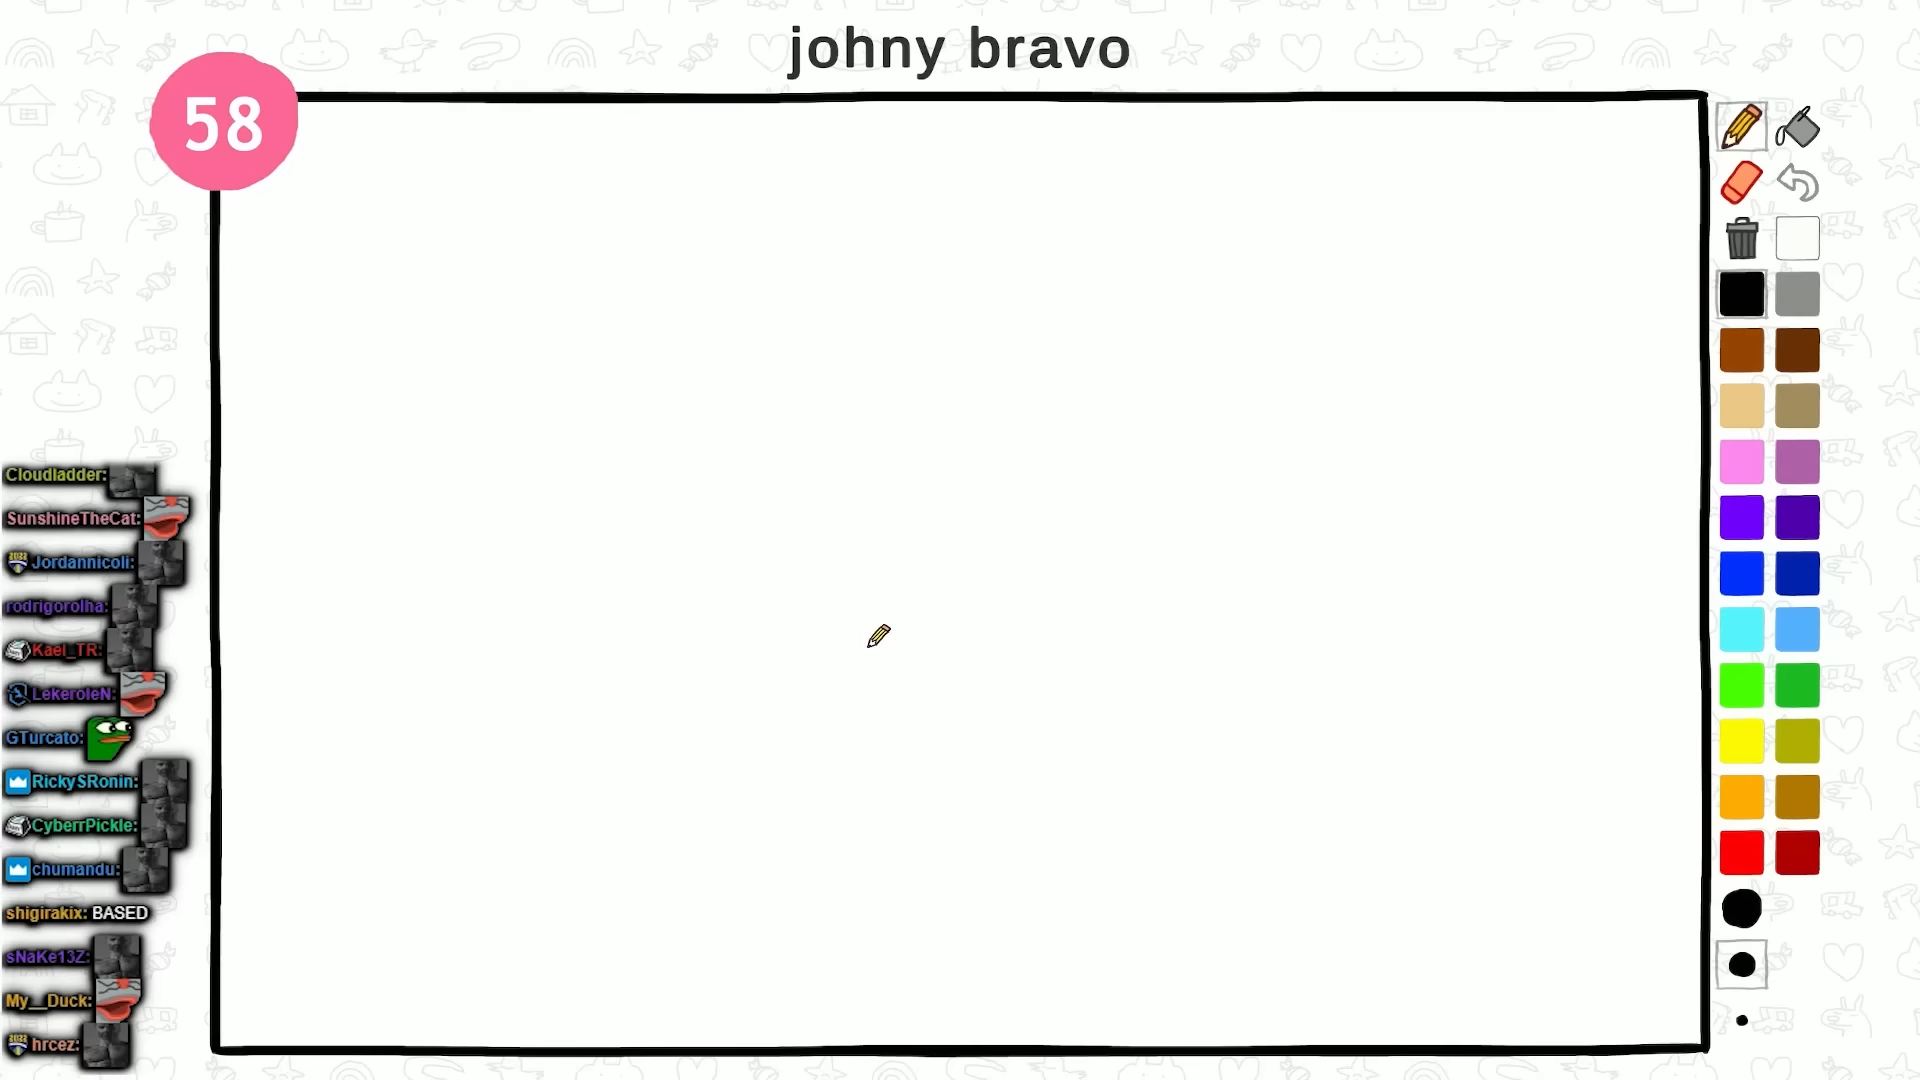 johny bravo
58
Cloudladder:
SunshineTheCat:
Jordannicoli:
rodrigorolha:
Kael_TR:
LekeroleN:
GTurcato:
RickySRonin:
CyberrPickle:
chumandu:
shigirakix: BASED
sNaKe13Z:
My__Duck:
hrcez: